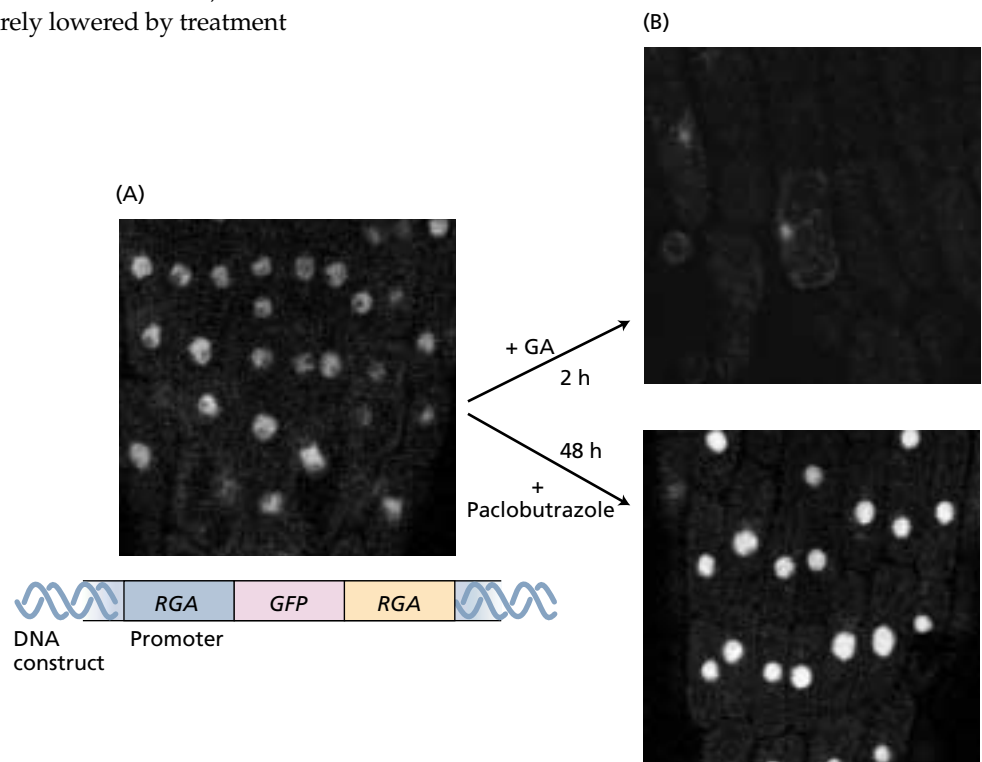 rely lowered by treatment
(B)
(A)
+ GA
2 h
48 h
+
Paclobutrazole
RGA GFP RGA
DNA Promoter
construct